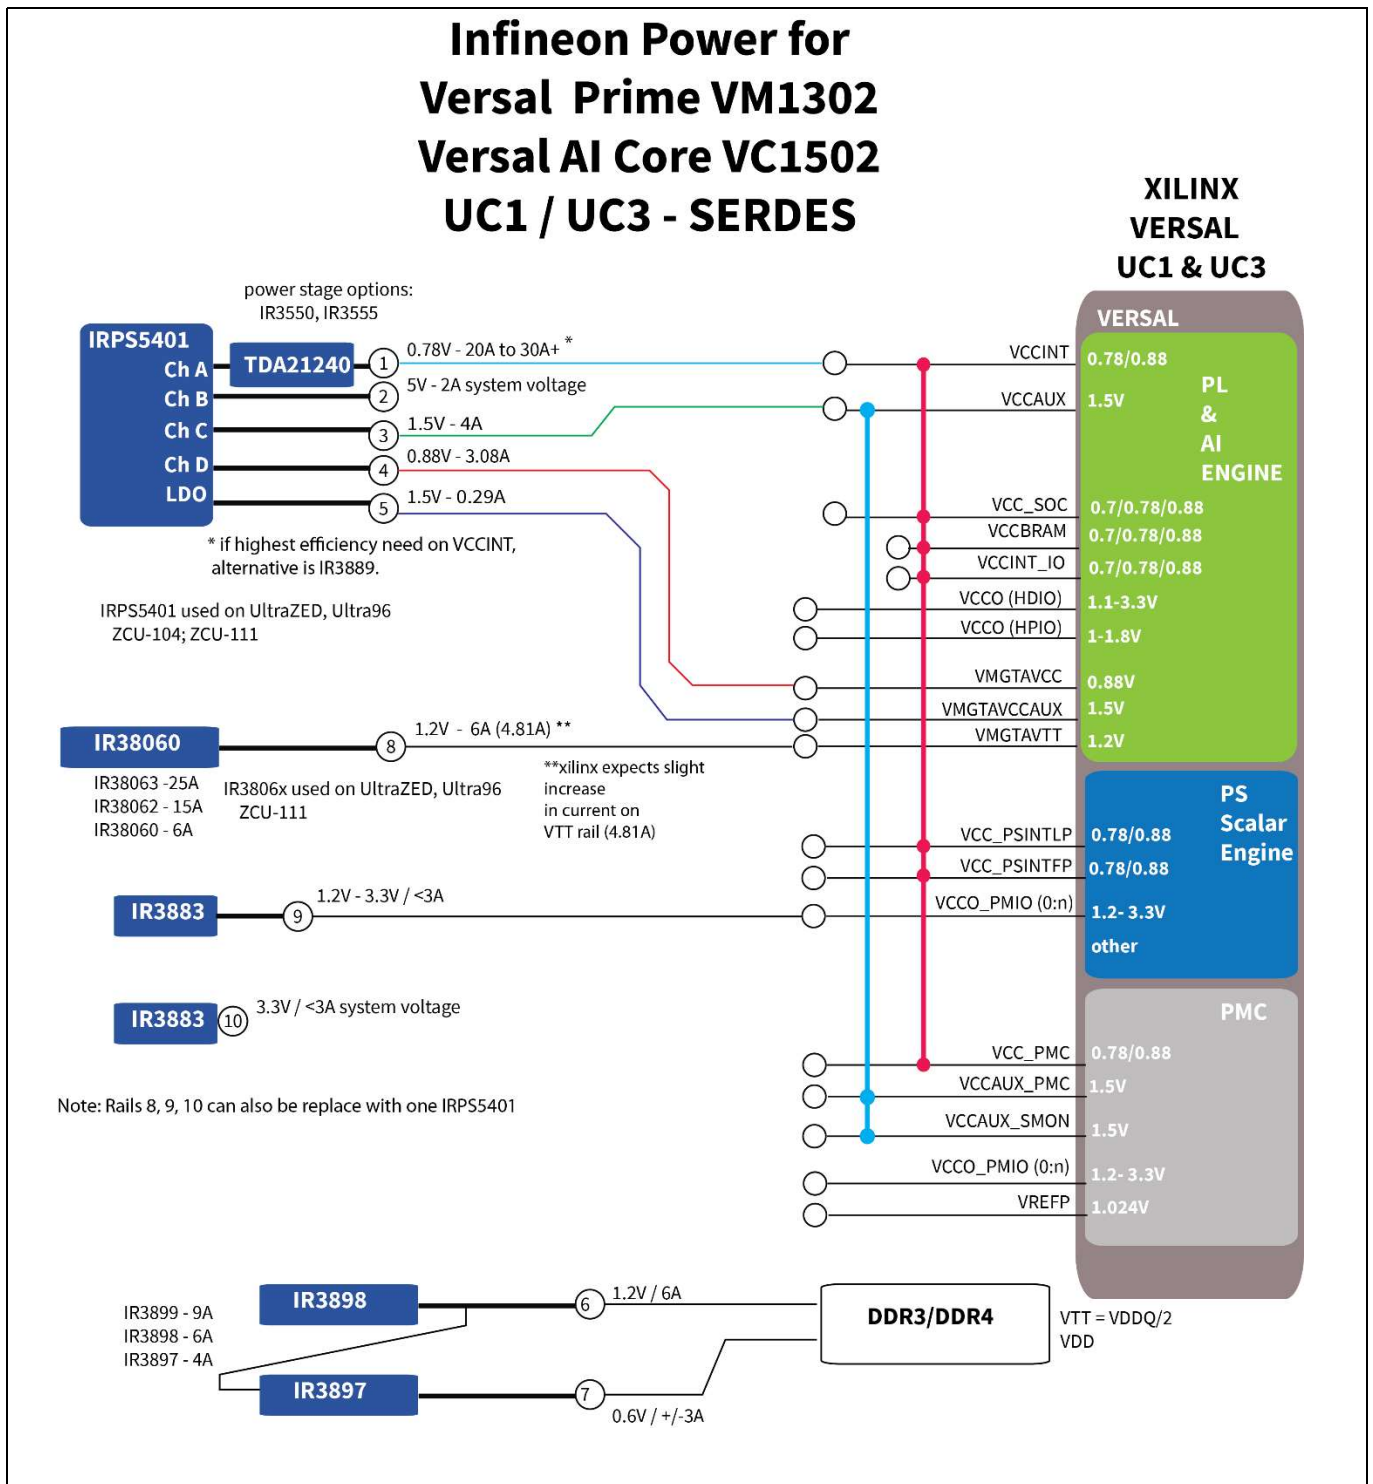 Infineon Power for
Versal Prime VM1302
Versal AI Core VC1502
UC1 / UC3 - SERDES
XILINX
VERSAL
UC1 & UC3
power stage options:
IR3550, IR3555
IRPS5401
Ch A
Ch B
Ch C
Ch D
LDO
TDA21240
1
0.78V - 20A to 30A+ *
2
5V - 2A system voltage
3
1.5V - 4A
4
0.88V - 3.08A
5
1.5V - 0.29A
* if highest efficiency need on VCCINT,
alternative is IR3889.
IRPS5401 used on UltraZED, Ultra96
ZCU-104; ZCU-111
VERSAL
VCCINT
0.78/0.88
VCCAUX
1.5V
PL
&
AI
ENGINE
VCC_SOC
0.7/0.78/0.88
VCCBRAM
0.7/0.78/0.88
VCCINT_IO
0.7/0.78/0.88
VCCO (HDIO)
1.1-3.3V
VCCO (HPIO)
1-1.8V
VMGTAVCC
0.88V
VMGTAVCCAUX
1.5V
VMGTAVTT
1.2V
IR38060
8
1.2V - 6A (4.81A) **
IR38063 -25A
IR38062 - 15A
IR38060 - 6A
IR3806x used on UltraZED, Ultra96
ZCU-111
**xilinx expects slight
increase
in current on
VTT rail (4.81A)
PS
Scalar
Engine
VCC_PSINTLP
0.78/0.88
VCC_PSINTFP
0.78/0.88
VCCO_PMIO (0:n)
1.2- 3.3V
other
IR3883
9
1.2V - 3.3V / <3A
IR3883
10
3.3V / <3A system voltage
Note: Rails 8, 9, 10 can also be replace with one IRPS5401
PMC
VCC_PMC
0.78/0.88
VCCAUX_PMC
1.5V
VCCAUX_SMON
1.5V
VCCO_PMIO (0:n)
1.2- 3.3V
VREFP
1.024V
IR3899 - 9A
IR3898 - 6A
IR3897 - 4A
IR3898
6
1.2V / 6A
IR3897
7
0.6V / +/-3A
DDR3/DDR4
VTT = VDDQ/2
VDD